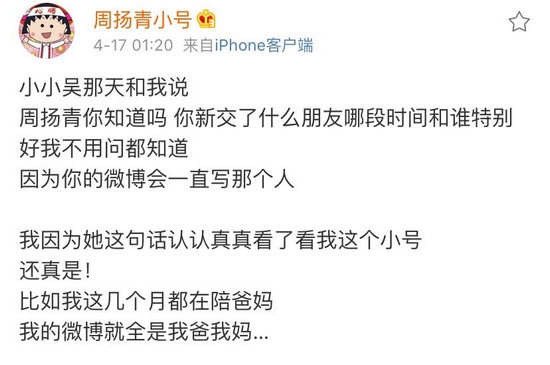 周扬青小号
4-17 01:20 来自iPhone客户端
小小吴那天和我说
周扬青你知道吗 你新交了什么朋友哪段时间和谁特别
好我不用问都知道
因为你的微博会一直写那个人
我因为她这句话认认真真看了看我这个小号
还真是！
比如我这几个月都在陪爸妈
我的微博就全是我爸我妈...